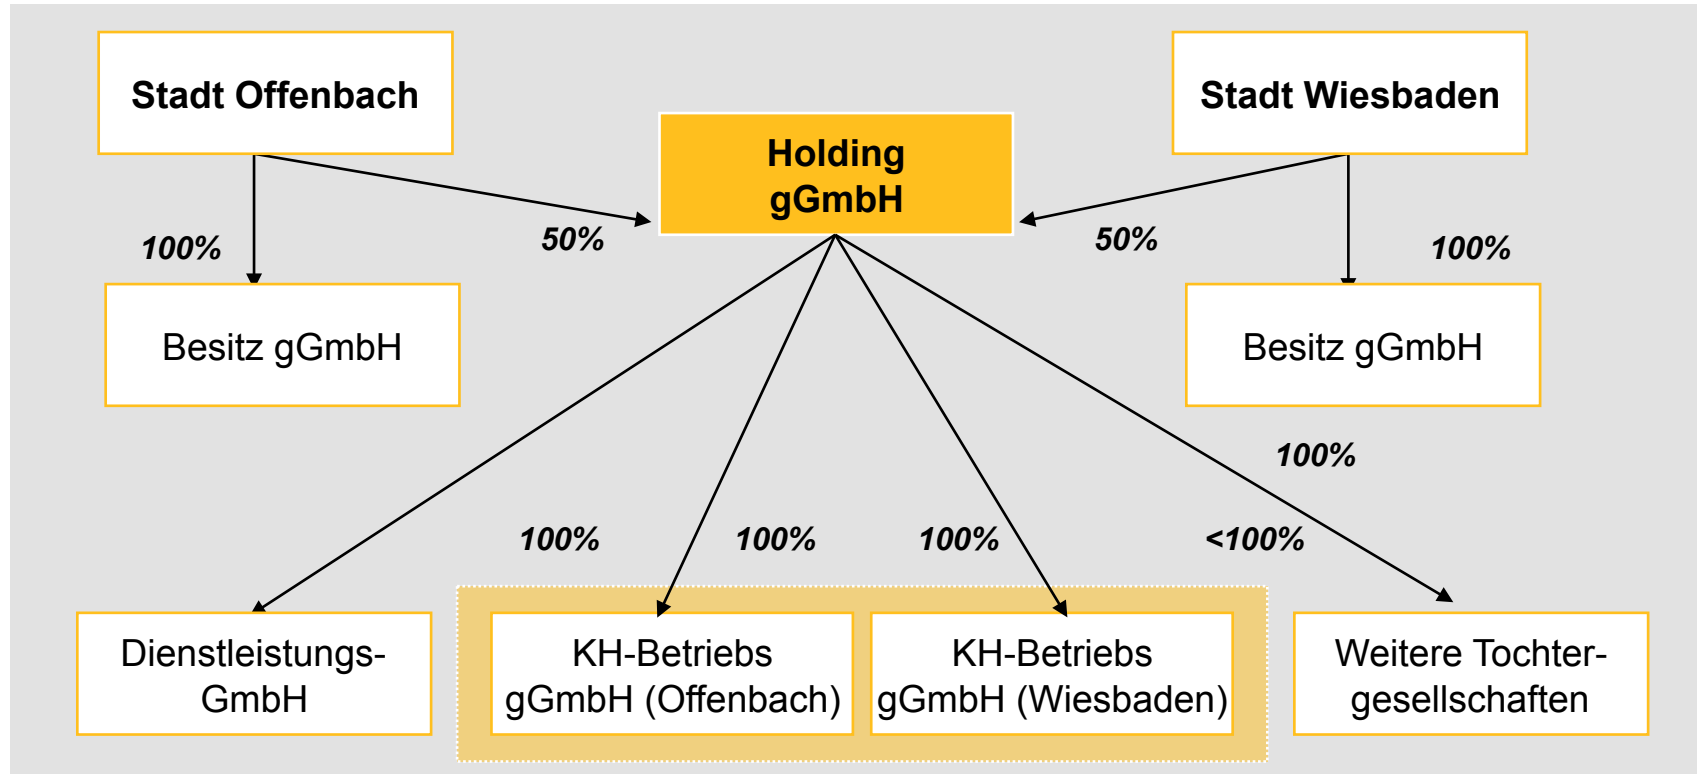 Stadt Offenbach
Stadt Wiesbaden
Holding
gGmbH
100%
50%
50%
100%
Besitz gGmbH
Besitz gGmbH
100%
100%
100%
100%
<100%
Dienstleistungs-
GmbH
KH-Betriebs
gGmbH (Offenbach)
KH-Betriebs
gGmbH (Wiesbaden)
Weitere Tochter-
gesellschaften